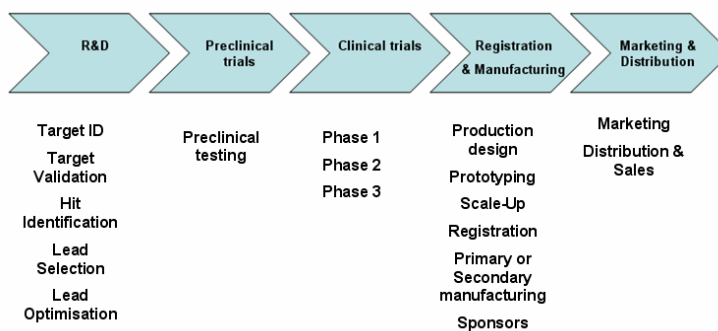 R&D
Preclinical
trials
Clinical trials
Registration
& Manufacturing
Marketing &
Distribution
Target ID
Target
Validation
Hit
Identification
Lead
Selection
Lead
Optimisation
Preclinical
testing
Phase 1
Phase 2
Phase 3
Production
design
Prototyping
Scale-Up
Registration
Primary or
Secondary
manufacturing
Sponsors
Marketing
Distribution &
Sales